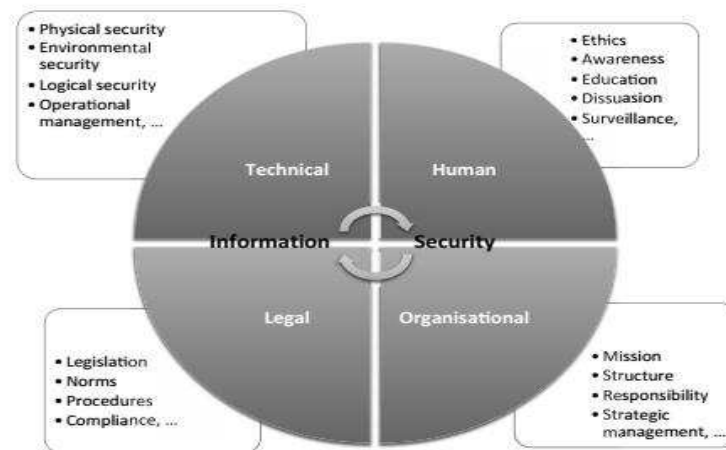 • Physical security
• Environmental
security
• Logical security
• Operational
management, ...
• Ethics
• Awareness
• Education
• Dissuasion
• Surveillance,
...
Technical
Human
Information
Security
Legal
Organisational
• Legislation
• Norms
• Procedures
• Compliance, ...
• Mission
• Structure
• Responsibility
• Strategic
management, ...